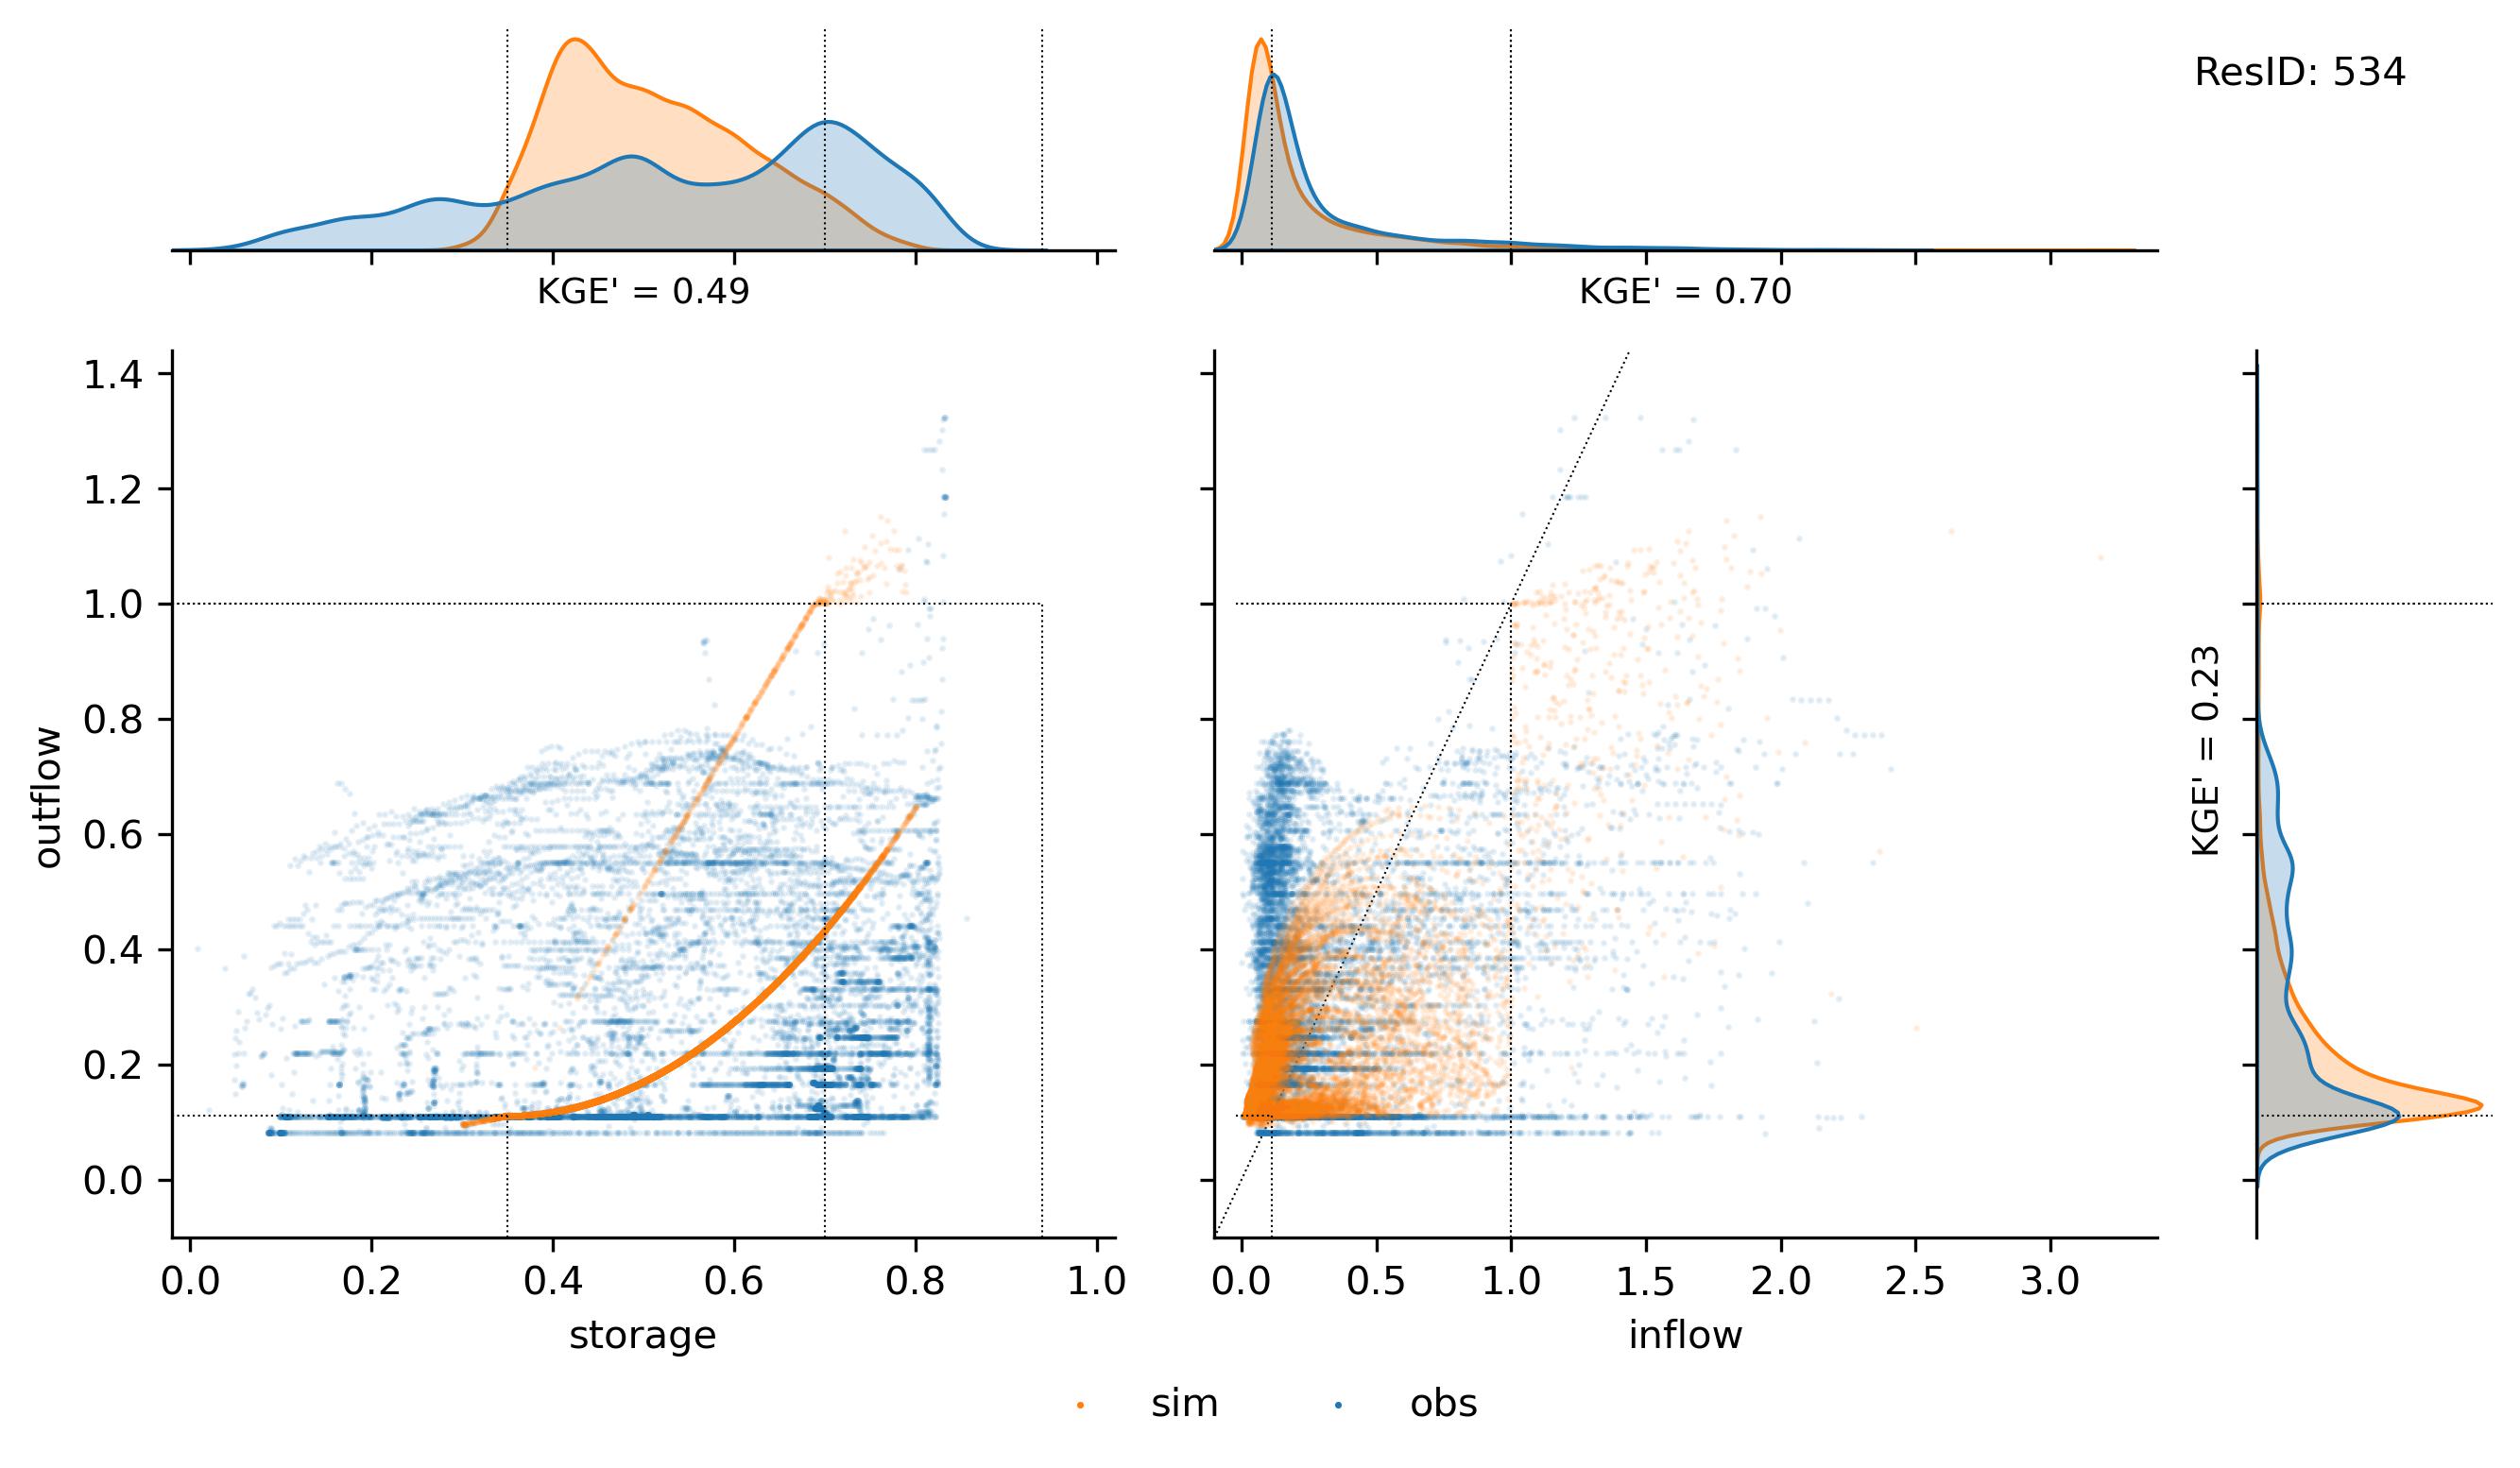 ResID: 534
KGE' = 0.49
KGE' = 0.70
1.4
1.2
1.0
0.8
0.6
0.4
0.2
0.0
outflow
KGE' = 0.23
0.0 0.2 0.4 0.6 0.8 1.0
0.0 0.5 1.0 1.5 2.0 2.5 3.0
storage
inflow
sim obs